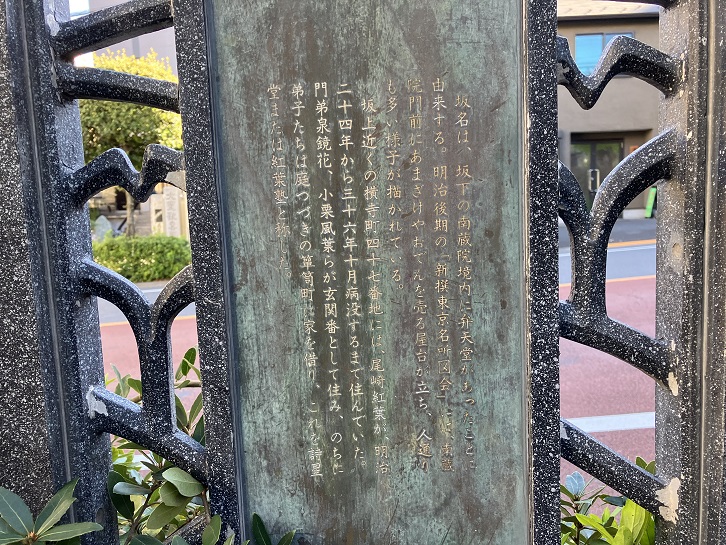 坂名は、坂下の南蔵院境内に弁天堂があったことに
由来する。明治後期の「新撰東京名所図会」には、南蔵
院門前にあまざけやおでんを売る屋台が立ち、人通り
も多い様子が描かれている。
坂上近くの横寺町四十七番地には、尾崎紅葉が、明治
二十四年から三十六年十月病没するまで住んでいた。
門弟泉鏡花、小栗風葉らが玄関番として住み、のちに
弟子たちは庭つづきの箪笥町に家を借り、これを詩星
堂または紅葉塾と称した。